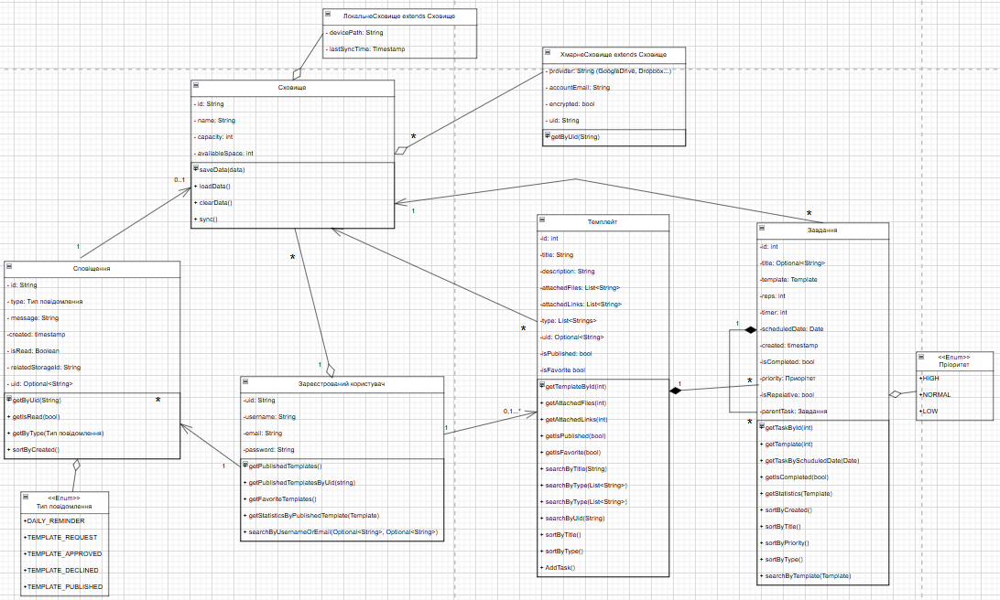 ЛокальнеСховище extends Сховище
- devicePath: String
- lastSyncTime: Timestamp
ХмарнеСховище extends Сховище
- provider: String (GoogleDrive, Dropbox...)
- accountEmail: String
- encrypted: bool
- uid: String
+ getByUid(String)
Сховище
- id: String
- name: String
- capacity: int
- availableSpace: int
+ saveData(data)
+ loadData()
+ clearData()
+ sync()
*
0..1
1
1
*
*
*
Сповіщення
- id: String
- type: Тип повідомлення
- message: String
-created: timestamp
- isRead: Boolean
- relatedStorageId: String
- uid: Optional<String>
+ getByUid(String)
+ getIsRead(bool)
+ getByType(Тип повідомлення)
+ sortByCreated()
*
<<Enum>>
Тип повідомлення
+DAILY_REMINDER
+TEMPLATE_REQUEST
+TEMPLATE_APPROVED
+TEMPLATE_DECLINED
+TEMPLATE_PUBLISHED
1
Зареєстрований користувач
-uid: String
-username: String
-email: String
-password: String
+ getPublishedTemplates()
+ getPublishedTemplatesByUid(string)
+ getFavoriteTemplates()
+ getStatisticsByPublishedTemplate(Template)
+ searchByUsernameOrEmail(Optional<String>, Optional<String>)
1
1
0,1...*
Темплейт
-id: int
-title: String
-description: String
-attachedFiles: List<String>
-attachedLinks: List<String>
-type: List<Strings>
-uid: Optional<String>
-isPublished: bool
-isFavorite bool
+ getTemplateById(int)
+ getAttachedFiles(int)
+ getAttachedLinks(int)
+ getIsPublished(bool)
+ getIsFavorite(bool)
+ searchByTitle(String)
+ searchByType(List<String>)
+ searchByType(List<String>)
+ searchByUid(String)
+ sortByTitle()
+ sortByType()
+ AddTask()
1
*
1
*
Завдання
-id: int
-title: Optional<String>
-template: Template
-reps: int
-timer: int
-scheduledDate: Date
-created: timestamp
-isCompleted: bool
-priority: Приорітет
-isRepeiative: bool
-parentTask: Завдання
+ getTaskById(int)
+ getTemplate(int)
+ getTaskBySchuduledDate(Date)
+ getIsCompleted(bool)
+ getStatistics(Template)
+ sortByCreated()
+ sortByTitle()
+ sortByPriority()
+ sortByType()
+ searchByTemplate(Template)
<<Enum>>
Пріоритет
+HIGH
+NORMAL
+LOW